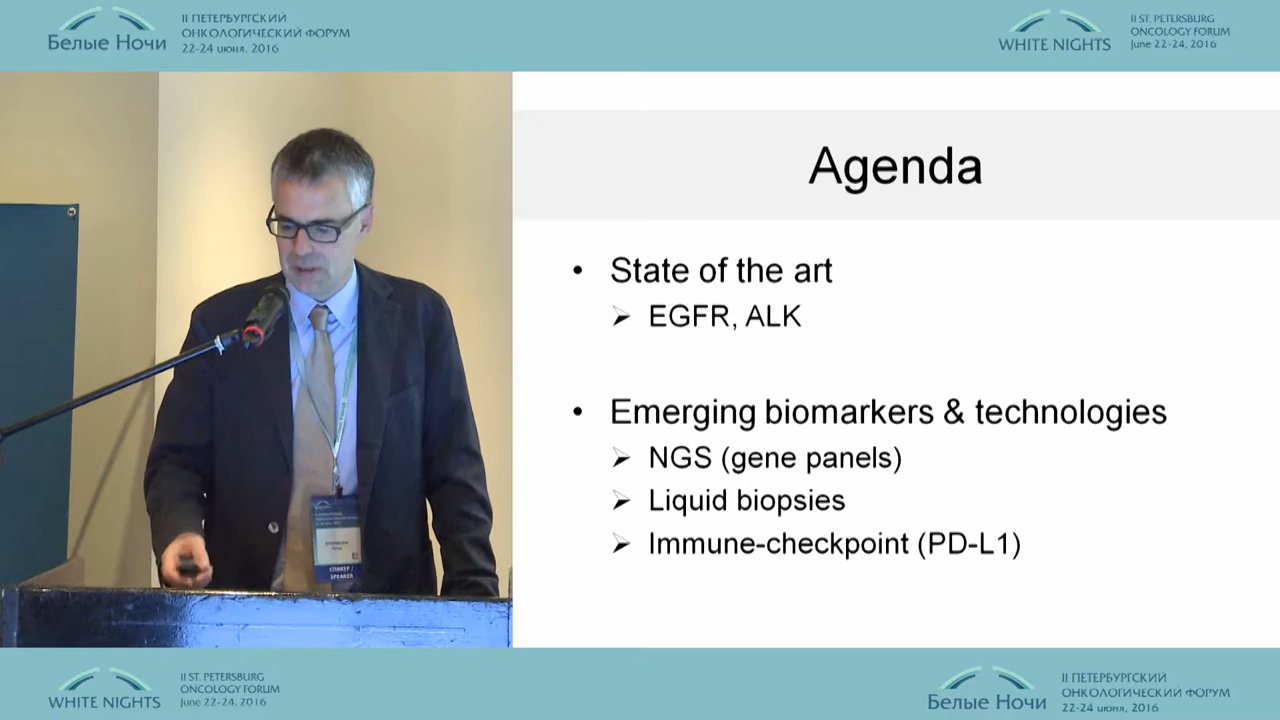 Белые Ночи
II ПЕТЕРБУРГСКИЙ
ОНКОЛОГИЧЕСКИЙ ФОРУМ
22-24 июня, 2016
WHITE NIGHTS
II ST. PETERSBURG
ONCOLOGY FORUM
June 22-24, 2016
Agenda
• State of the art
➢ EGFR, ALK
• Emerging biomarkers & technologies
➢ NGS (gene panels)
➢ Liquid biopsies
➢ Immune-checkpoint (PD-L1)
СПИКЕР /
SPEAKER
WHITE NIGHTS
II ST. PETERSBURG
ONCOLOGY FORUM
June 22-24, 2016
Белые Ночи
II ПЕТЕРБУРГСКИЙ
ОНКОЛОГИЧЕСКИЙ ФОРУМ
22-24 июня, 2016